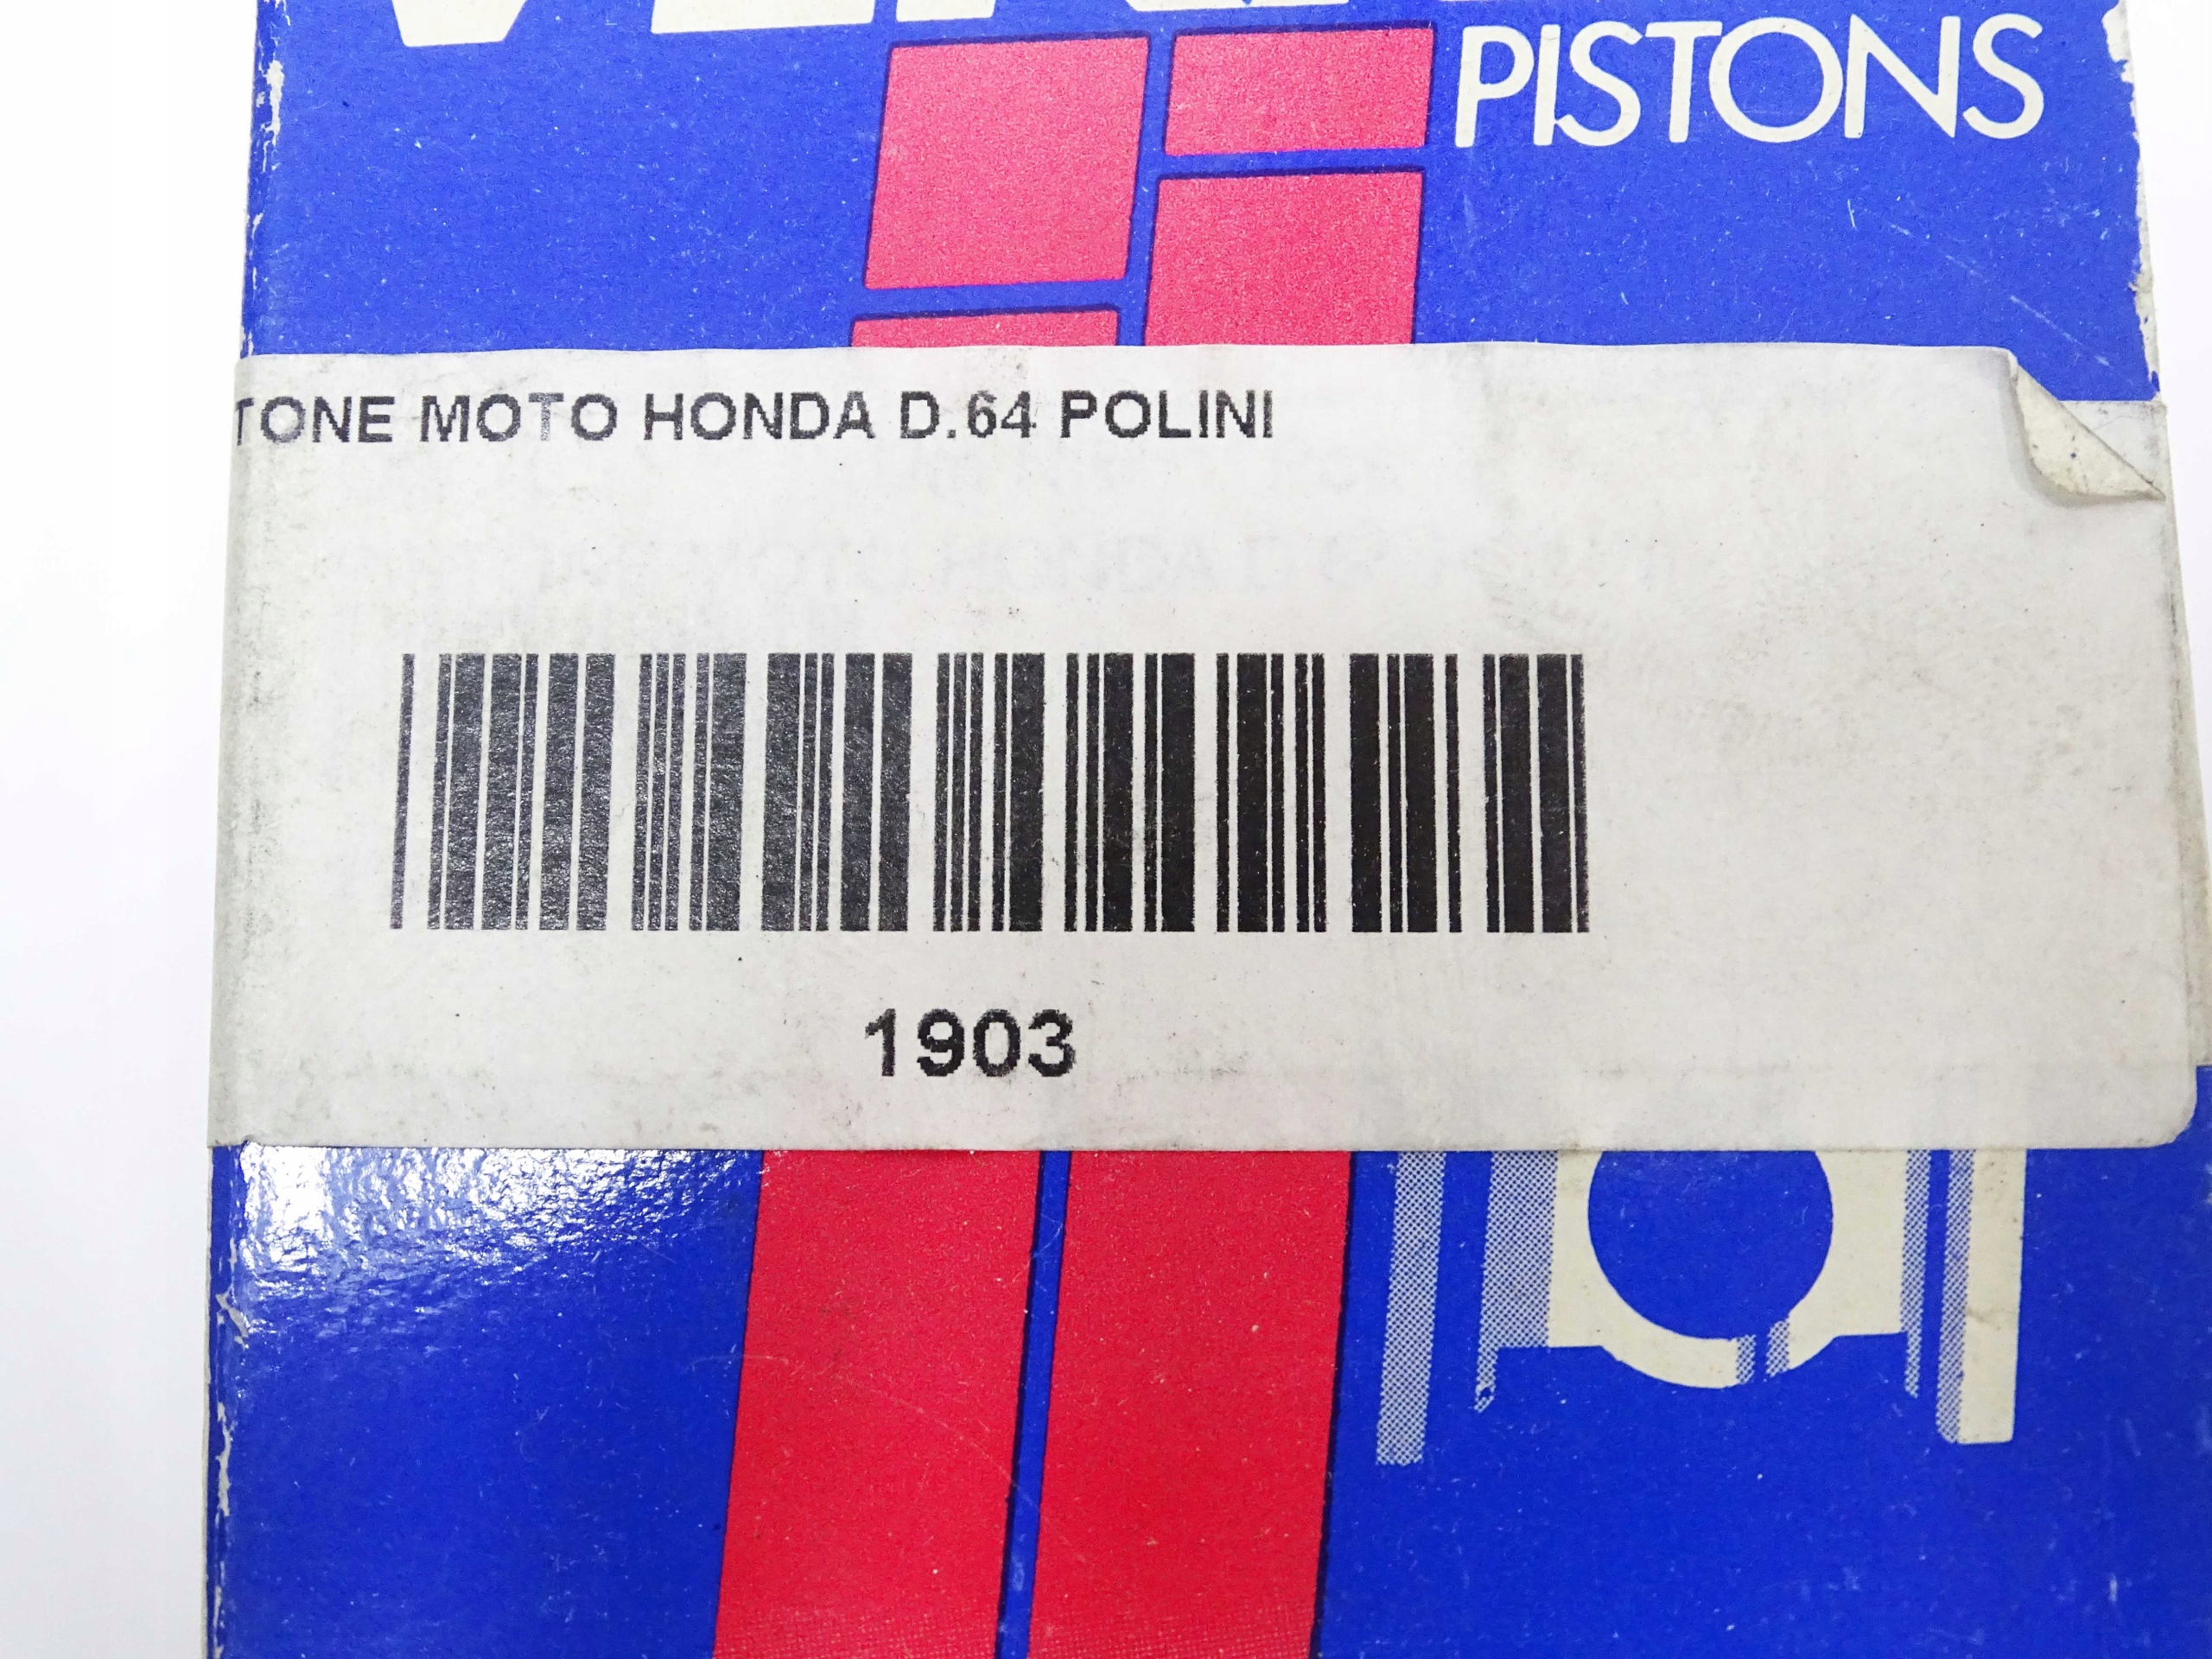 PISTONS
TONE MOTO HONDA D.64 POLINI
1903